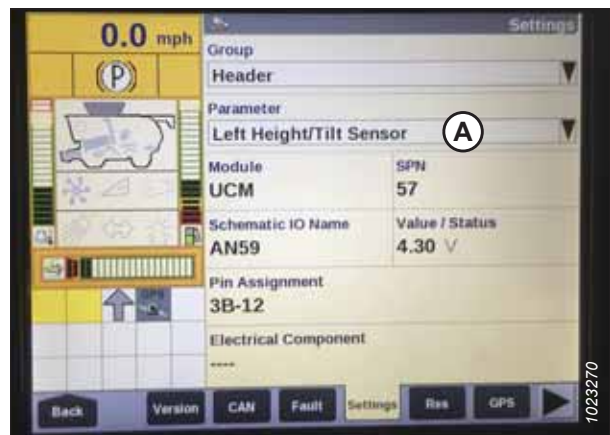 0.0 mph
Settings
(P)
Group
Header
Parameter
Left Height/Tilt Sensor
A
Module
SPN
UCM
57
Schematic IO Name
Value / Status
AN59
4.30 V
Pin Assignment
3B-12
Electrical Component
----
Back
Version
CAN
Fault
Settings
Res
GPS
1023270